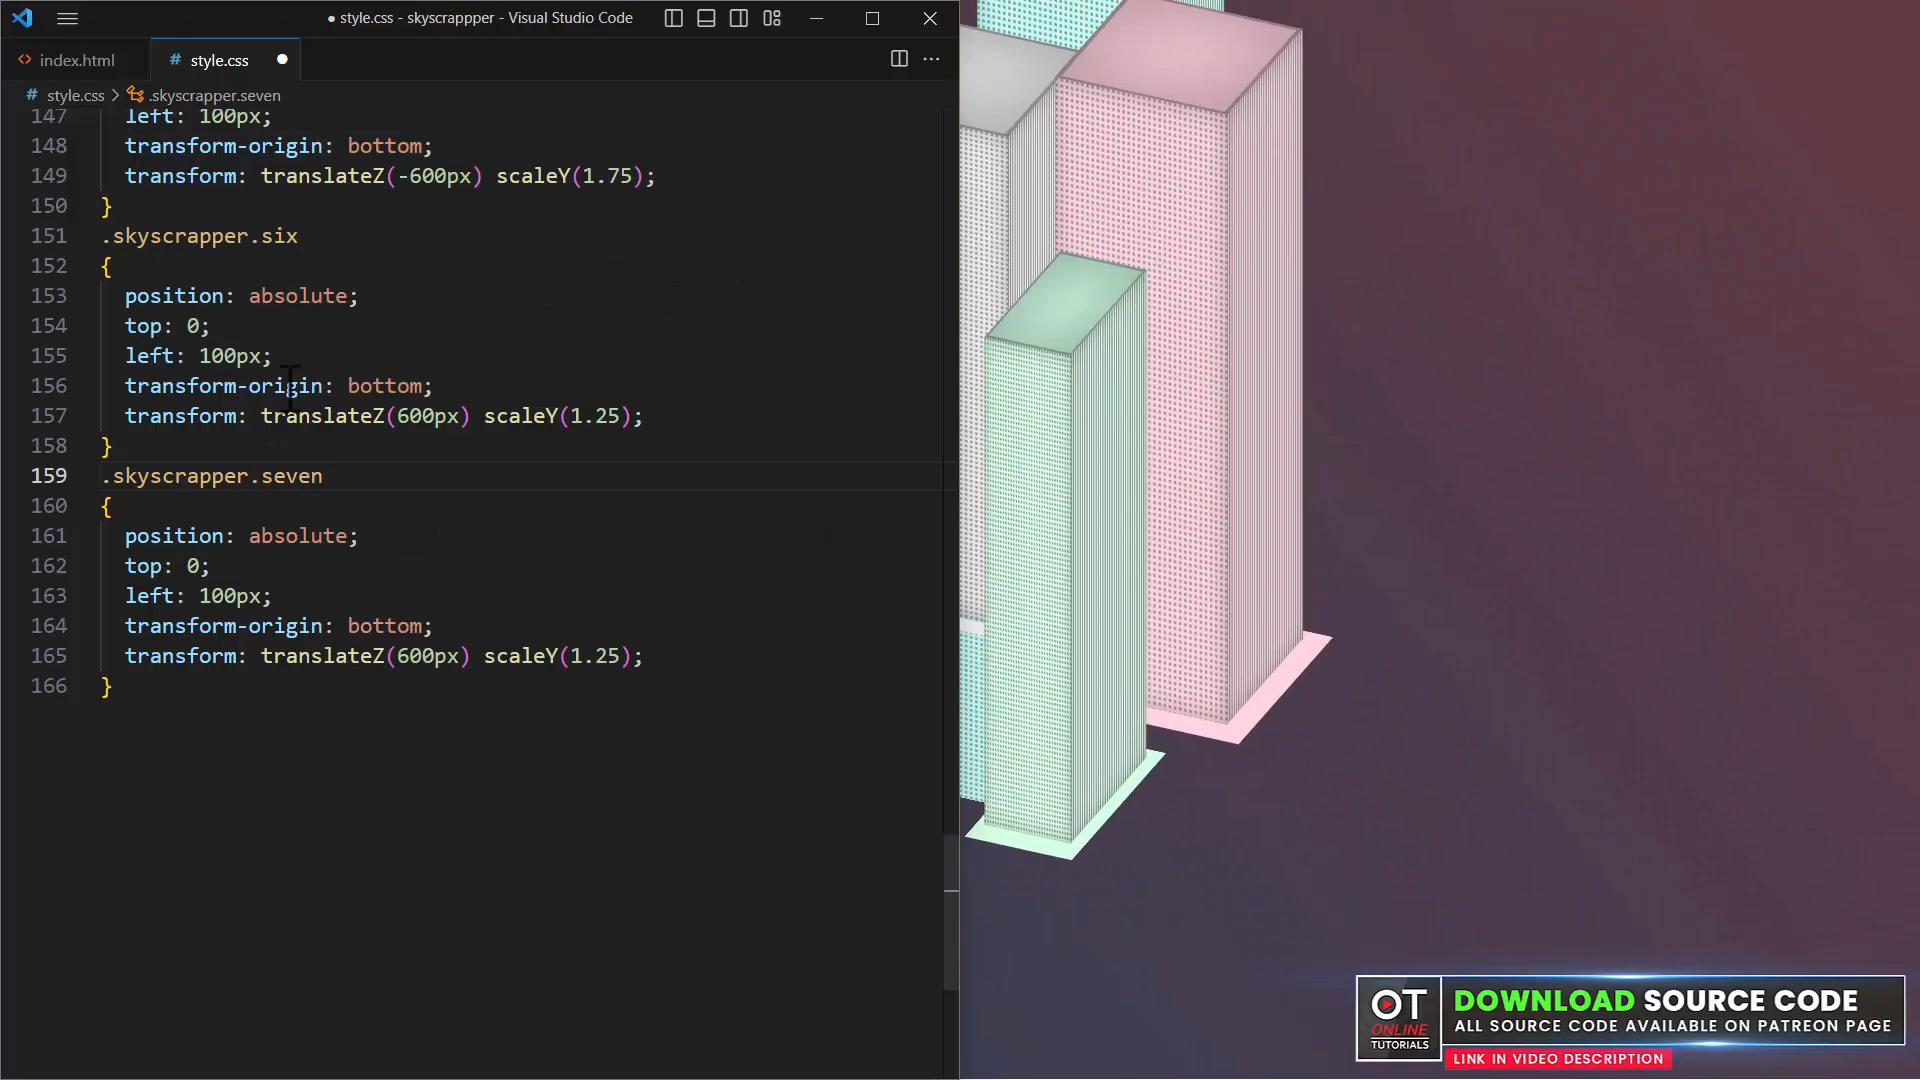 style.css - skyscrappper - Visual Studio Code
index.html
# style.css
# style.css > .skyscrapper.seven
147 left: 100px;
148 transform-origin: bottom;
149 transform: translateZ(-600px) scaleY(1.75);
150 }
151 .skyscrapper.six
152 {
153 position: absolute;
154 top: 0;
155 left: 100px;
156 transform-origin: bottom;
157 transform: translateZ(600px) scaleY(1.25);
158 }
159 .skyscrapper.seven
160 {
161 position: absolute;
162 top: 0;
163 left: 100px;
164 transform-origin: bottom;
165 transform: translateZ(600px) scaleY(1.25);
166 }
OT
ONLINE
TUTORIALS
DOWNLOAD SOURCE CODE
ALL SOURCE CODE AVAILABLE ON PATREON PAGE
LINK IN VIDEO DESCRIPTION